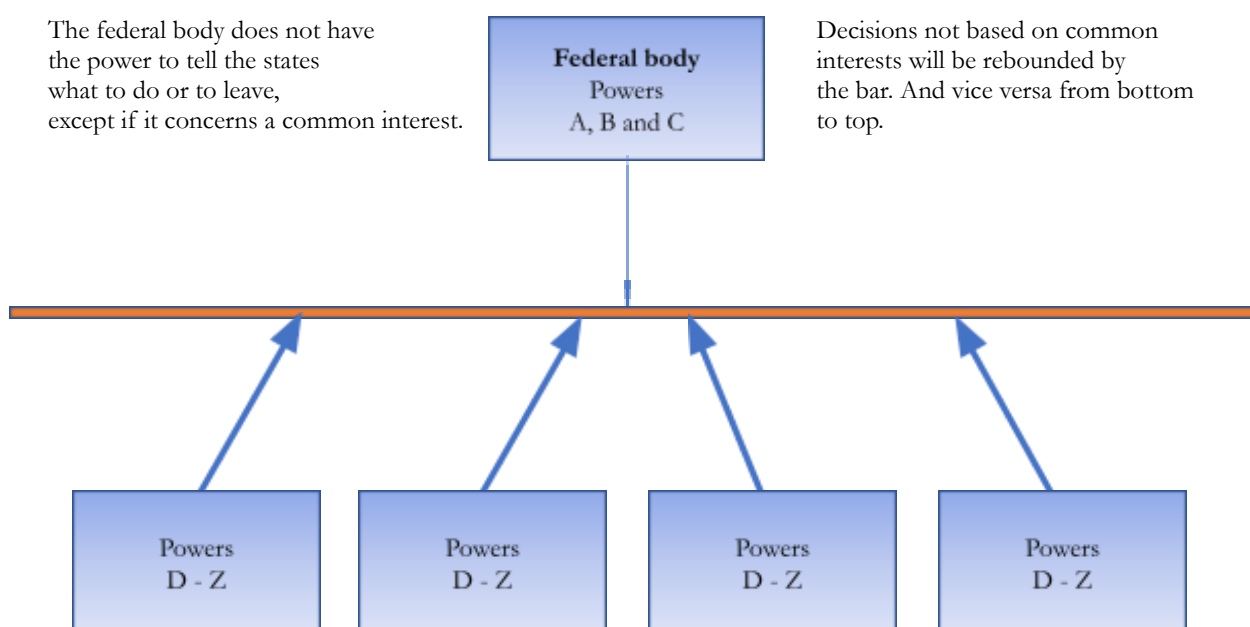 The federal body does not have
the power to tell the states
what to do or to leave,
except if it concerns a common interest.
Federal body
Powers
A, B and C
Decisions not based on common
interests will be rebounded by
the bar. And vice versa from bottom
to top.
Powers
D - Z
Powers
D - Z
Powers
D - Z
Powers
D - Z